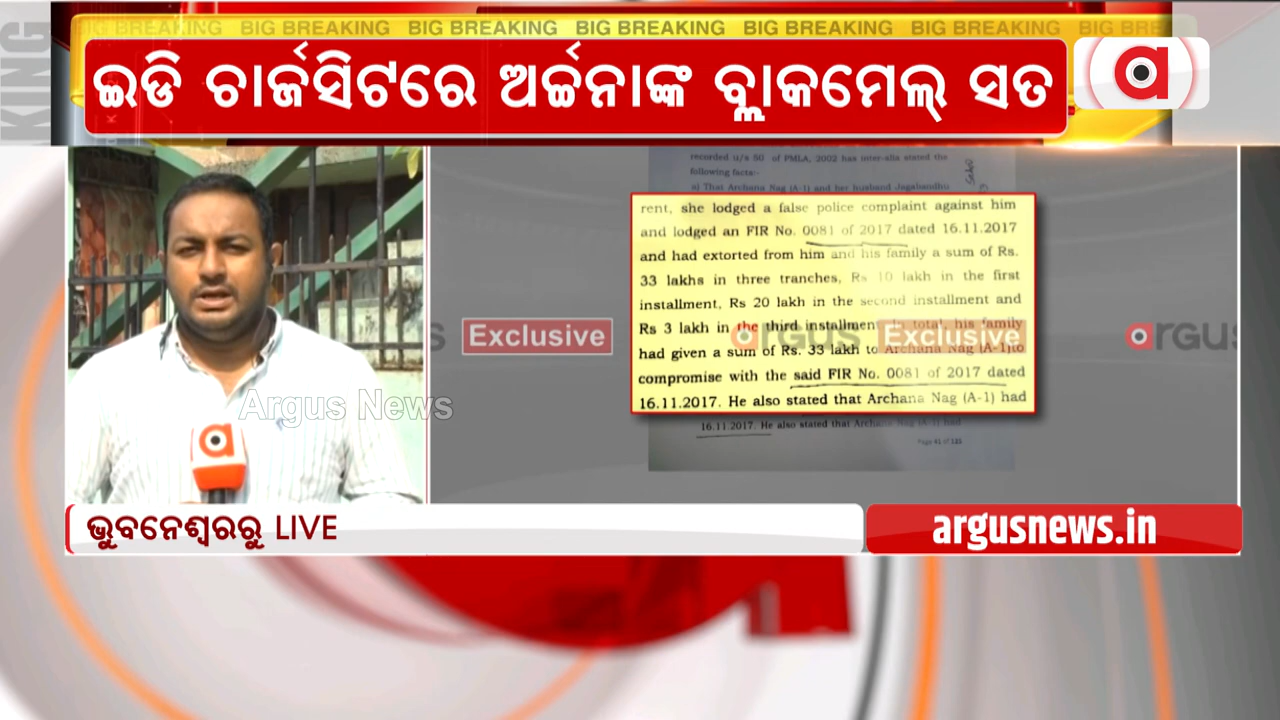 BIG BREAKING BIG BREAKING BIG BREAKING BIG BREAKING BIG BREAKING
KING
ଇଡି ଚାର୍ଜସିଟରେ ଅର୍ଚ୍ଚନାଙ୍କ ବ୍ଲାକମେଲ୍ ସତ
recorded u/s 50 of PMLA, 2002 has inter-alia stated the
following facts:-
a) That Archana Nag (A-1) and her husband Jagabandhu
rent, she lodged a false police complaint against him
and lodged an FIR No. 0081 of 2017 dated 16.11.2017
and had extorted from him and his family a sum of Rs.
33 lakhs in three tranches, Rs 10 lakh in the first
installment, Rs 20 lakh in the second installment and
Rs 3 lakh in the third installment total, his family
had given a sum of Rs. 33 lakh to Archana Nag (A-1)to
compromise with the said FIR No. 0081 of 2017 dated
16.11.2017. He also stated that Archana Nag (A-1) had
16.11.2017. He also stated that Archana Nag (A-1) had
Page 41 of 125
Exclusive
argus
Exclusive
argus
Argus News
ଭୁବନେଶ୍ୱରରୁ LIVE
argusnews.in